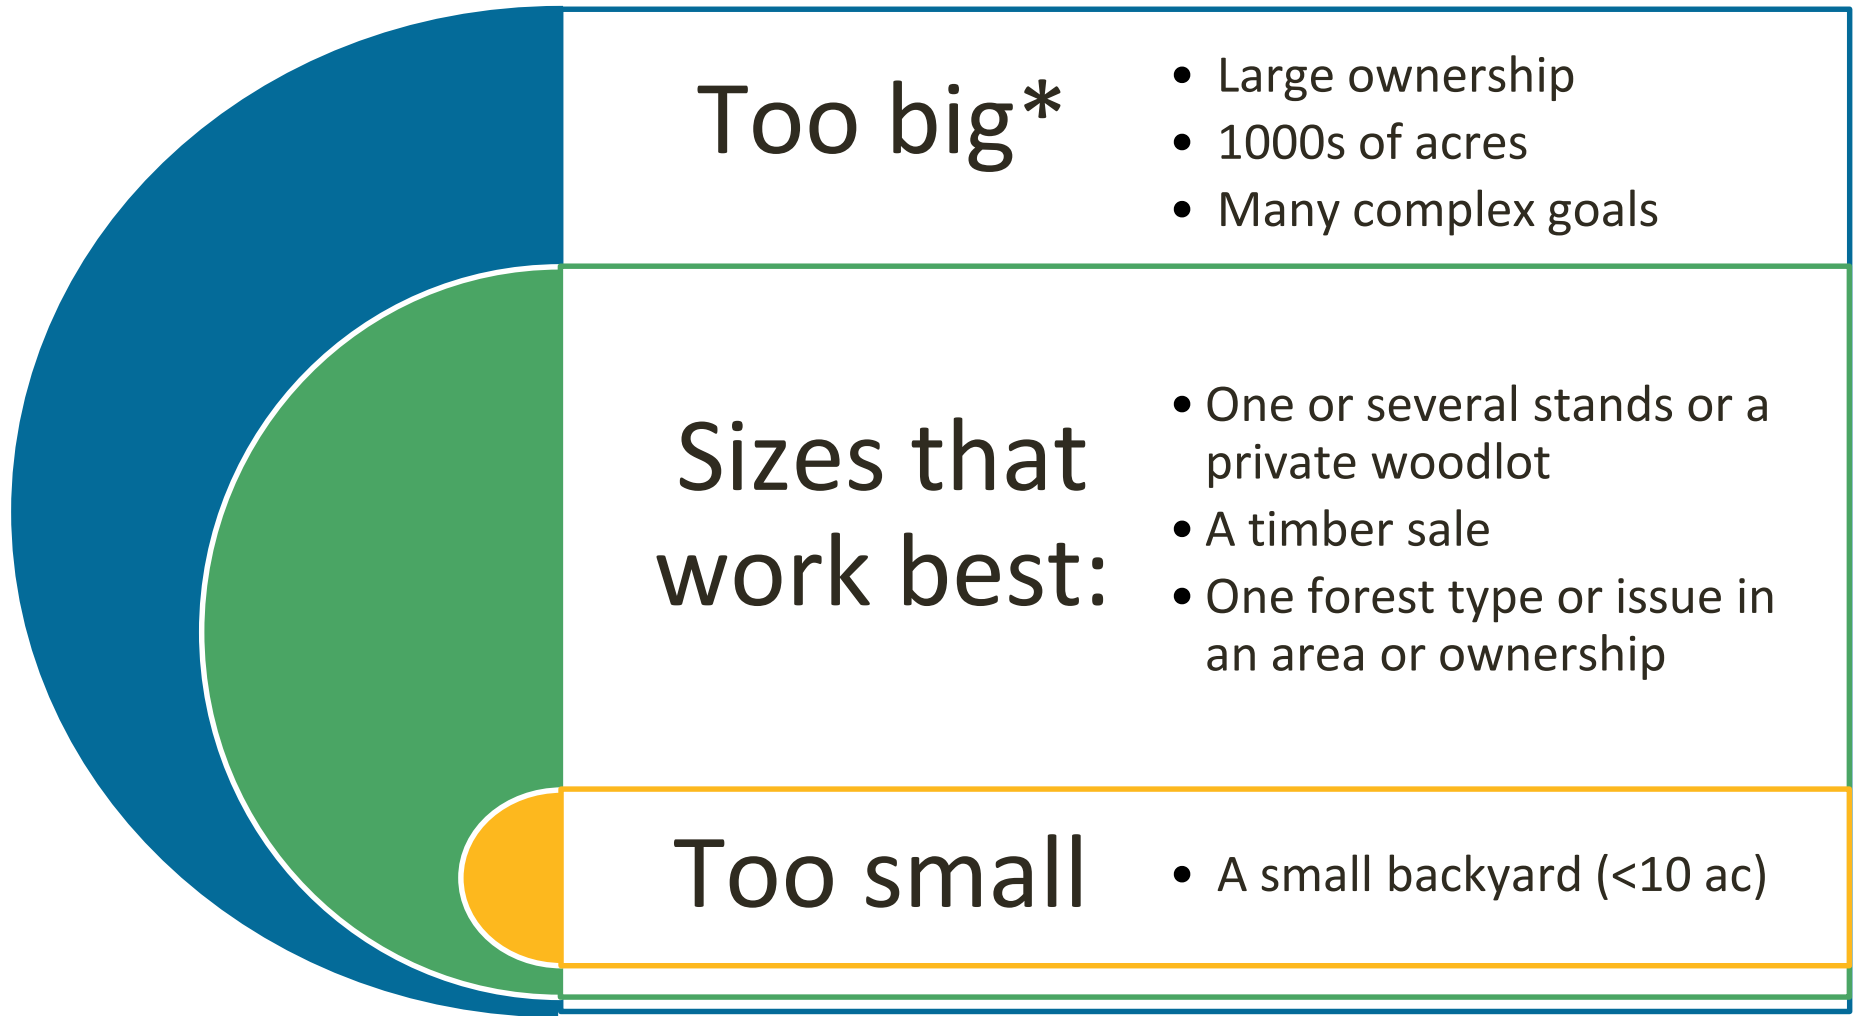 Too big*
• Large ownership
• 1000s of acres
• Many complex goals
Sizes that
work best:
• One or several stands or a
private woodlot
• A timber sale
• One forest type or issue in
an area or ownership
Too small
• A small backyard (<10 ac)